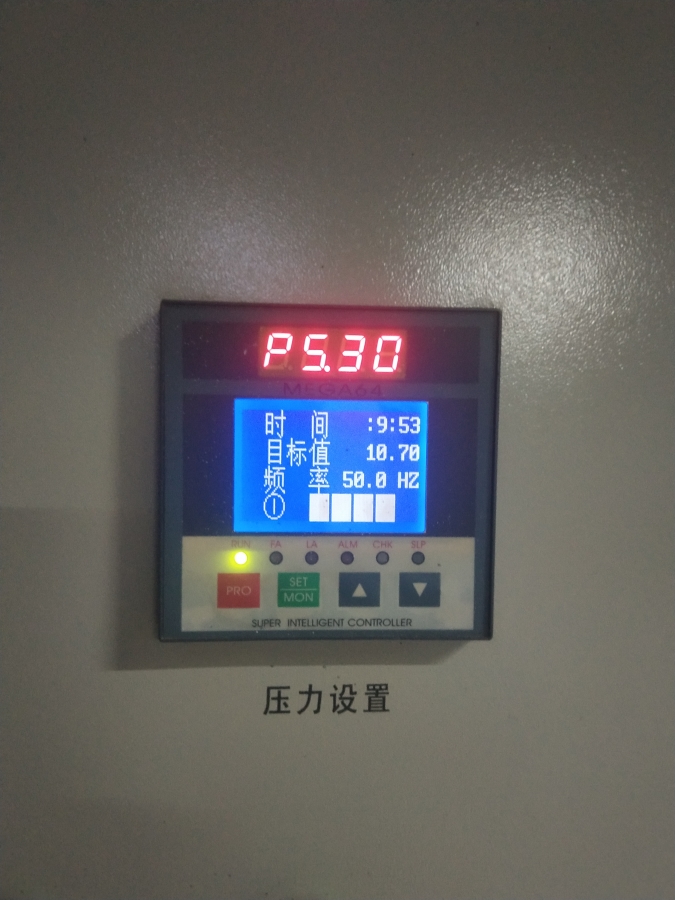 P5.30
MEGA64
时 间 :9:53
目标值 10.70
频 率 50.0 HZ
①
RUN FA LA ALM CHK SLP
PRO SET MON
SUPER INTELLIGENT CONTROLLER
压力设置